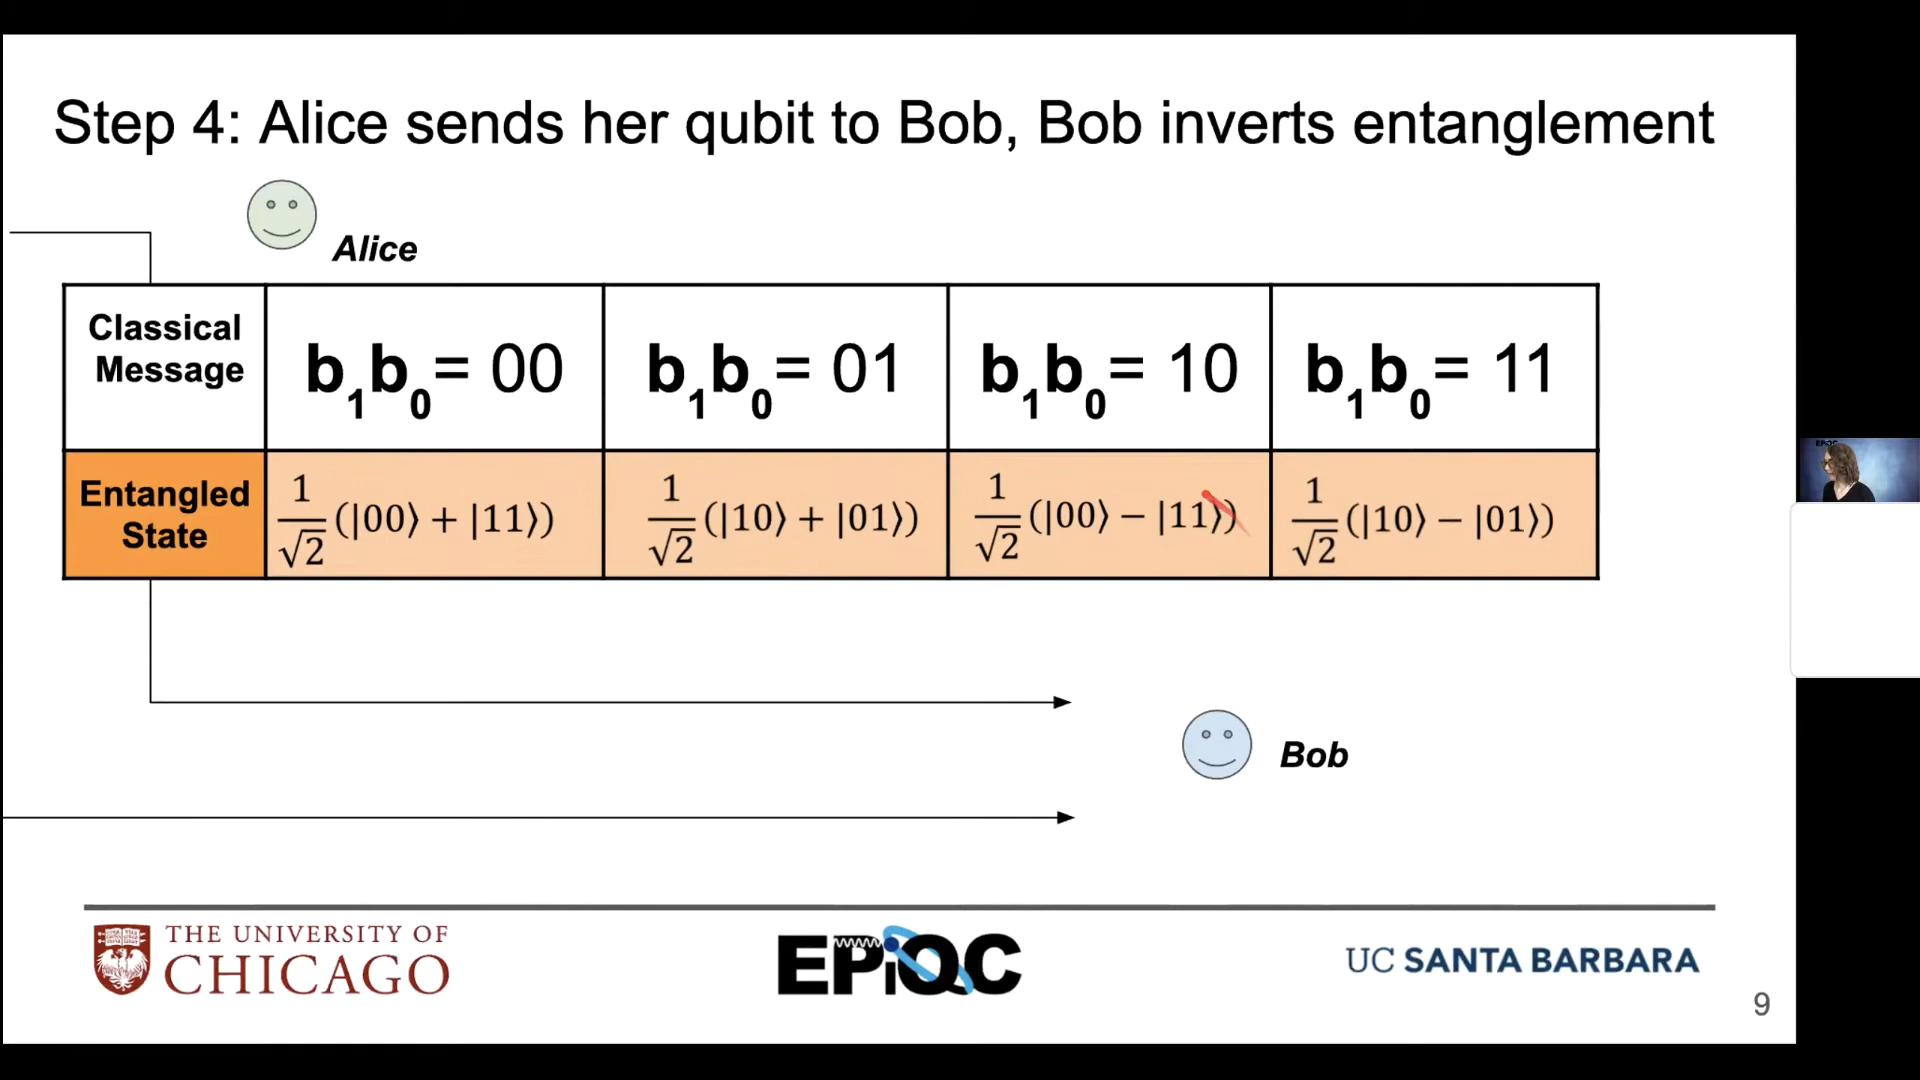 Step 4: Alice sends her qubit to Bob, Bob inverts entanglement
Alice
Classical Message
b₁b₀= 00
b₁b₀= 01
b₁b₀= 10
b₁b₀= 11
Entangled State
1/√2 (|00⟩ + |11⟩)
1/√2 (|10⟩ + |01⟩)
1/√2 (|00⟩ − |11⟩)
1/√2 (|10⟩ − |01⟩)
Bob
THE UNIVERSITY OF
CHICAGO
EPiQC
UC SANTA BARBARA
9
EPiQC